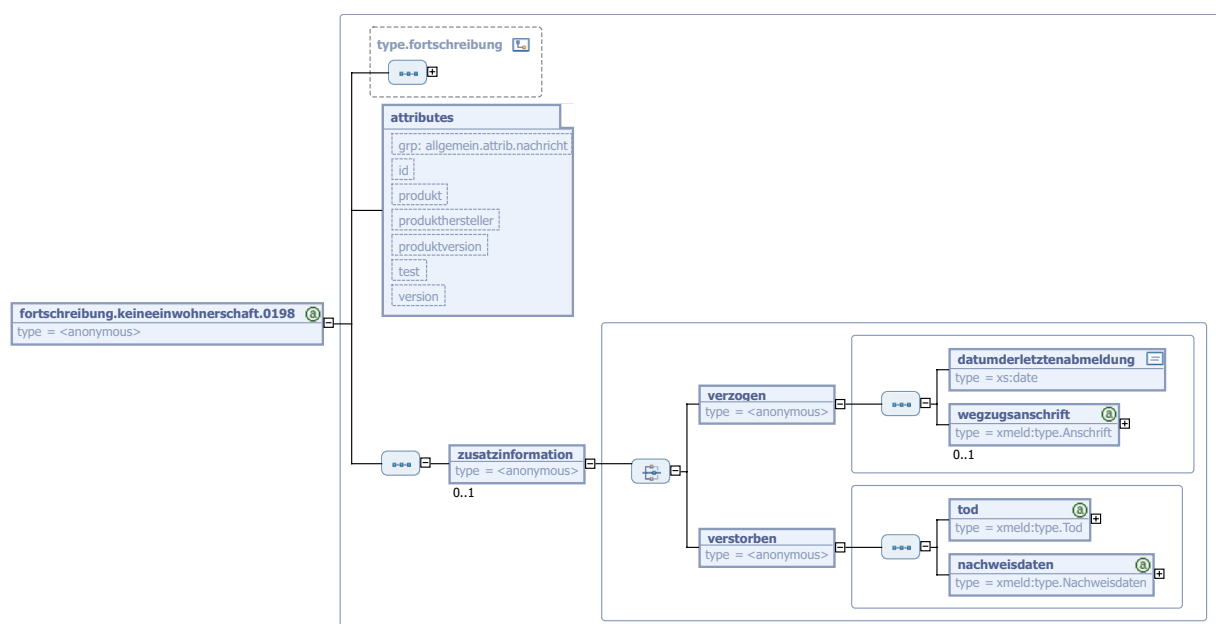 type.fortschreibung
attributes
grp: allgemein.attrib.nachricht
id
produkt
produkthersteller
produktversion
test
version
fortschreibung.keineeinwohnerschaft.0198 a
type = <anonymous>
zusatzinformation
type = <anonymous>
0..1
verzogen
type = <anonymous>
datumderletztenabmeldung
type = xs:date
wegzugsanschrift a
type = xmeld:type.Anschrift
0..1
verstorben
type = <anonymous>
tod a
type = xmeld:type.Tod
nachweisdaten a
type = xmeld:type.Nachweisdaten